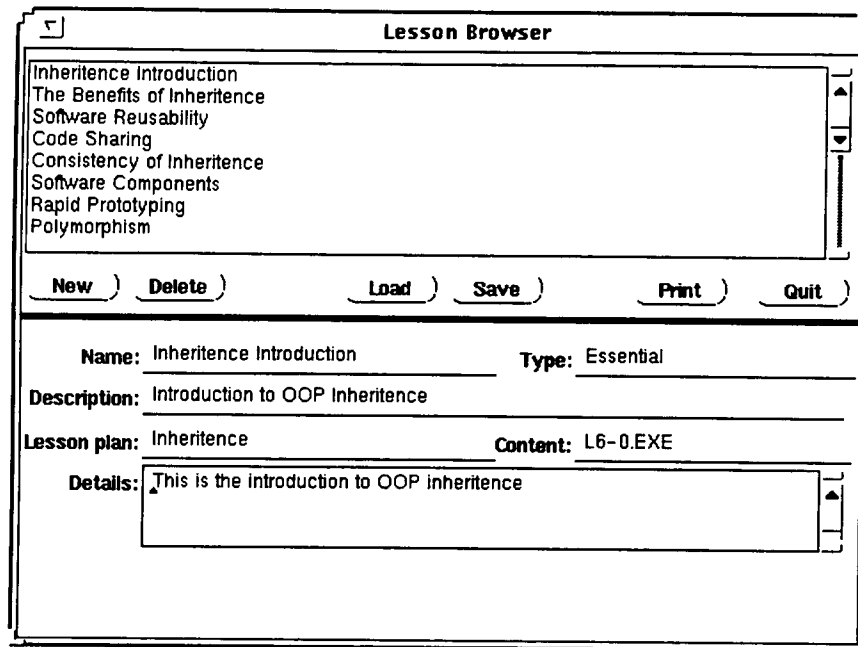 Lesson Browser
Inheritence Introduction
The Benefits of Inheritence
Software Reusability
Code Sharing
Consistency of Inheritence
Software Components
Rapid Prototyping
Polymorphism
New Delete Load Save Print Quit
Name: Inheritence Introduction Type: Essential
Description: Introduction to OOP Inheritence
Lesson plan: Inheritence Content: L6-0.EXE
Details: This is the introduction to OOP inheritence